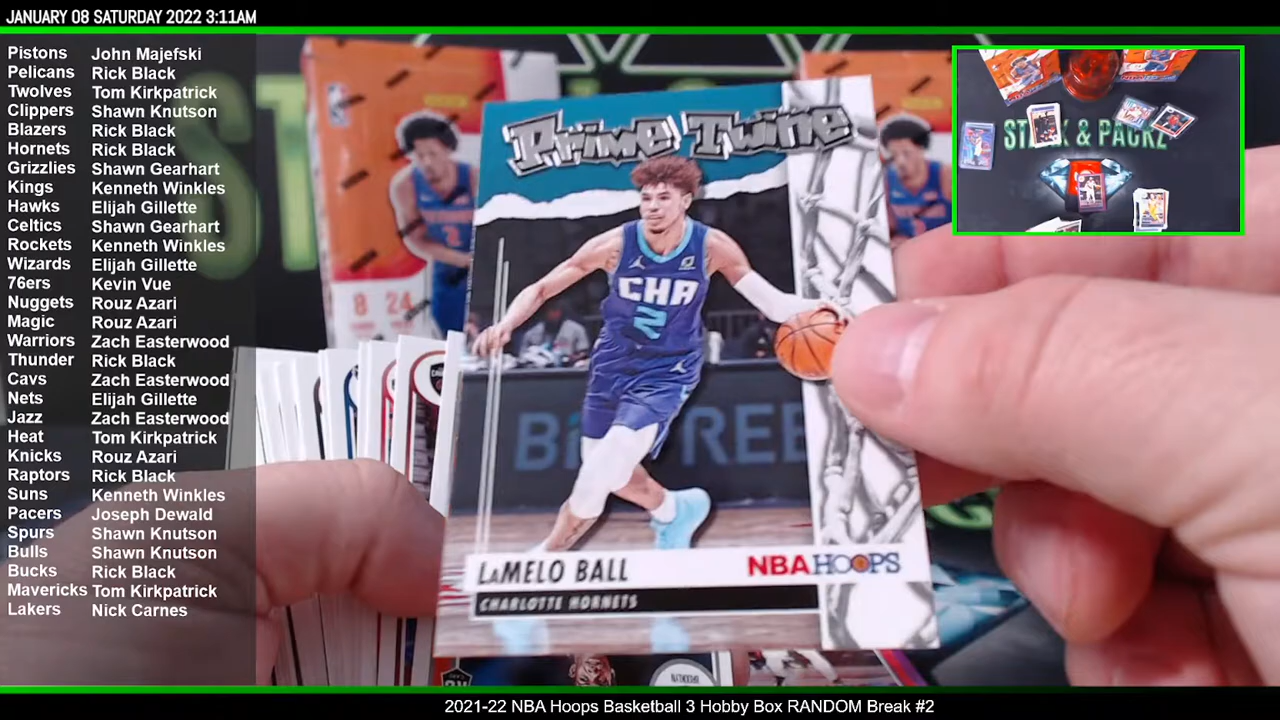 JANUARY 08 SATURDAY 2022 3:11AM
Pistons John Majefski
Pelicans Rick Black
Twolves Tom Kirkpatrick
Clippers Shawn Knutson
Blazers Rick Black
Hornets Rick Black
Grizzlies Shawn Gearhart
Kings Kenneth Winkles
Hawks Elijah Gillette
Celtics Shawn Gearhart
Rockets Kenneth Winkles
Wizards Elijah Gillette
76ers Kevin Vue
Nuggets Rouz Azari
Magic Rouz Azari
Warriors Zach Easterwood
Thunder Rick Black
Cavs Zach Easterwood
Nets Elijah Gillette
Jazz Zach Easterwood
Heat Tom Kirkpatrick
Knicks Rouz Azari
Raptors Rick Black
Suns Kenneth Winkles
Pacers Joseph Dewald
Spurs Shawn Knutson
Bulls Shawn Knutson
Bucks Rick Black
Mavericks Tom Kirkpatrick
Lakers Nick Carnes
Prime Twine
CHA
2
LAMELO BALL
NBA HOOPS
CHARLOTTE HORNETS
8 24
& PACKZ
2021-22 NBA Hoops Basketball 3 Hobby Box RANDOM Break #2